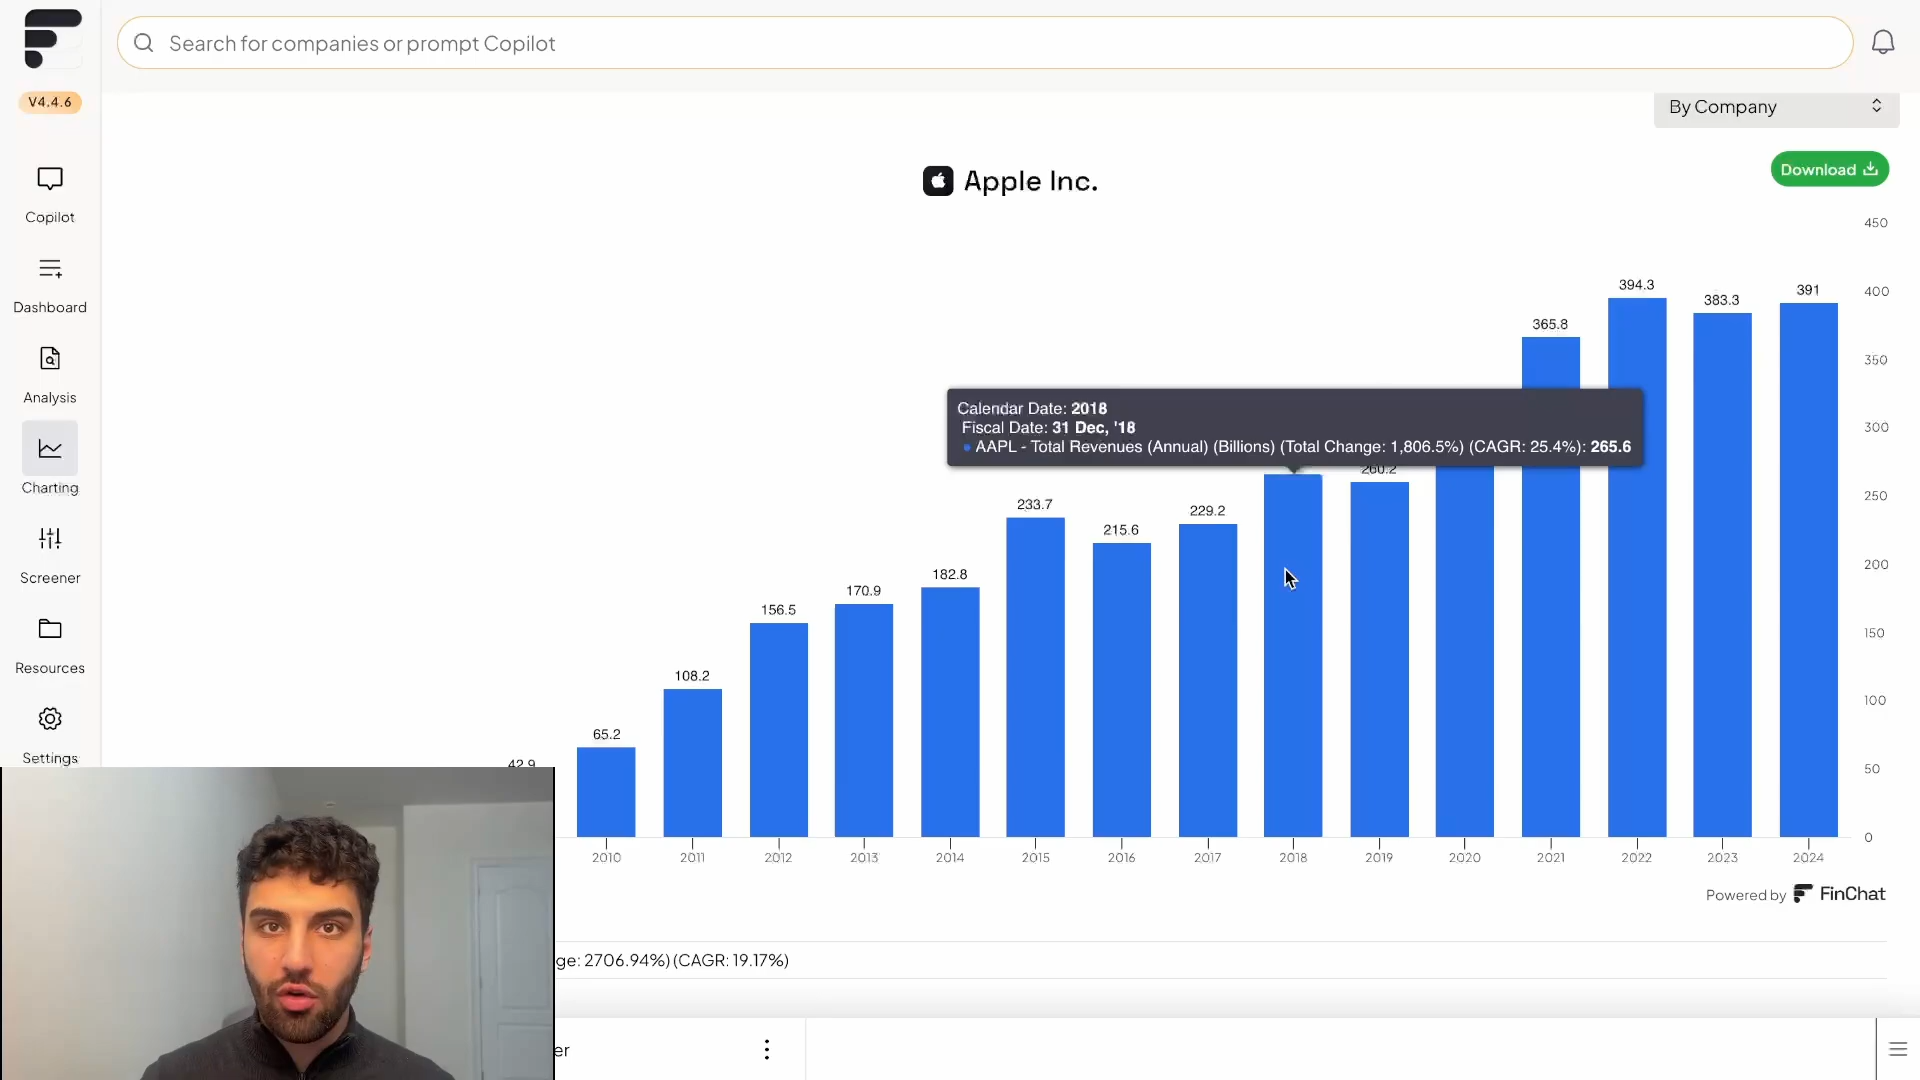 Search for companies or prompt Copilot
V4.4.6
By Company
Apple Inc.
Download
Copilot
Dashboard
Analysis
Charting
Screener
Resources
Settings
450
400
350
300
250
200
150
100
50
0
42.9
65.2
108.2
156.5
170.9
182.8
233.7
215.6
229.2
260.2
365.8
394.3
383.3
391
Calendar Date: 2018
Fiscal Date: 31 Dec, '18
AAPL - Total Revenues (Annual) (Billions) (Total Change: 1,806.5%) (CAGR: 25.4%): 265.6
2010 2011 2012 2013 2014 2015 2016 2017 2018 2019 2020 2021 2022 2023 2024
Powered by FinChat
ge: 2706.94%) (CAGR: 19.17%)
er